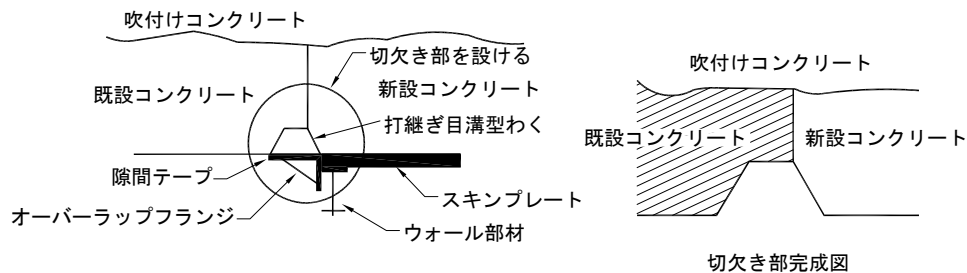 吹付けコンクリート
切欠き部を設ける
既設コンクリート
新設コンクリート
打継ぎ目溝型わく
隙間テープ
オーバーラップフランジ
スキンプレート
ウォール部材
吹付けコンクリート
既設コンクリート
新設コンクリート
切欠き部完成図